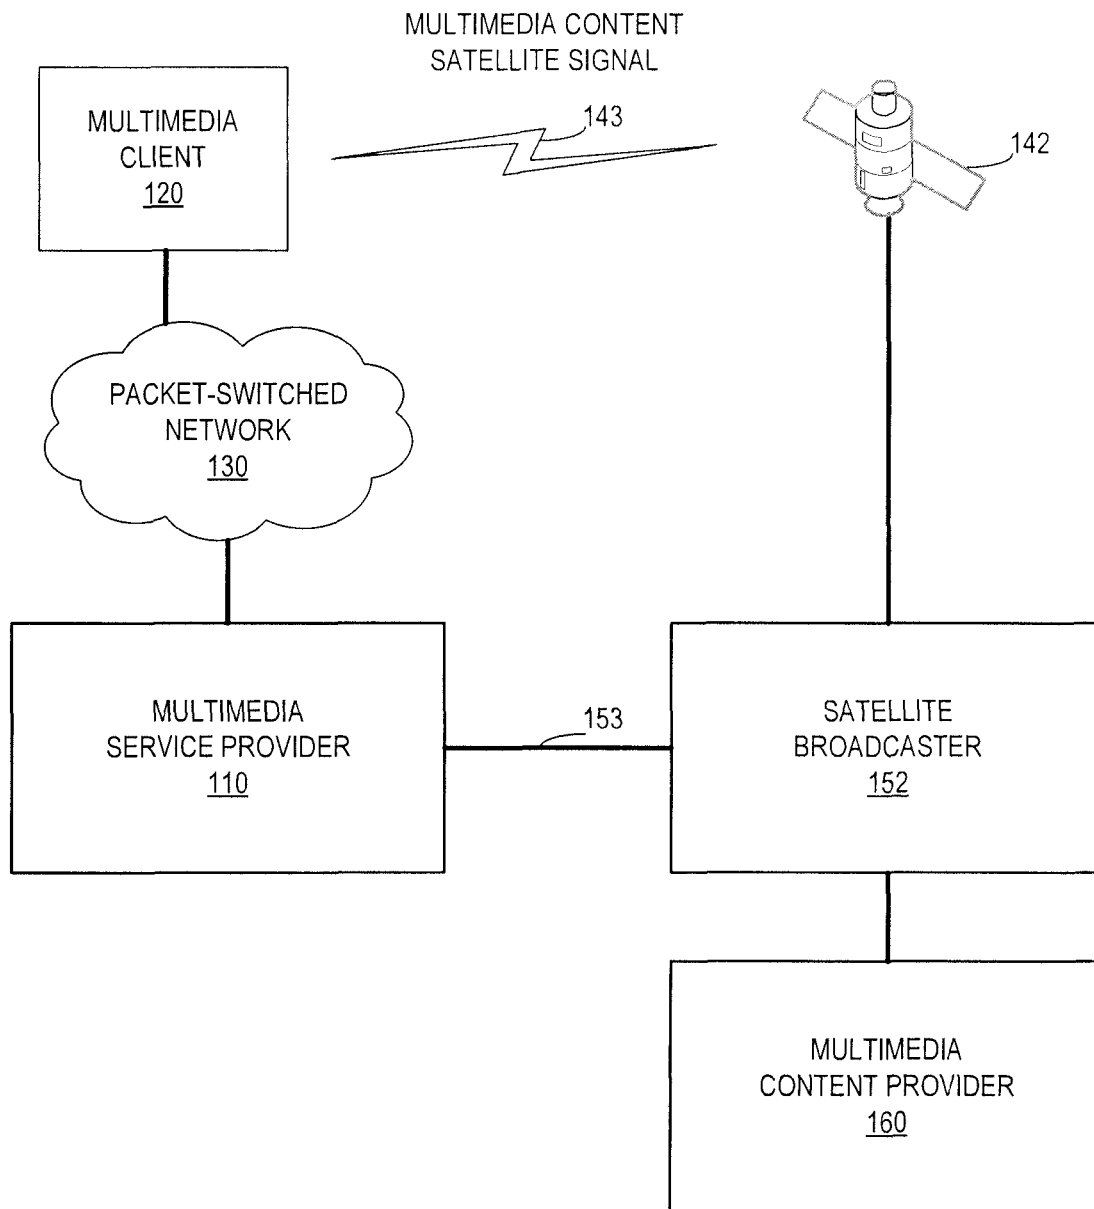 MULTIMEDIA CONTENT
SATELLITE SIGNAL
MULTIMEDIA
CLIENT
120
143
142
PACKET-SWITCHED
NETWORK
130
MULTIMEDIA
SERVICE PROVIDER
110
153
SATELLITE
BROADCASTER
152
MULTIMEDIA
CONTENT PROVIDER
160